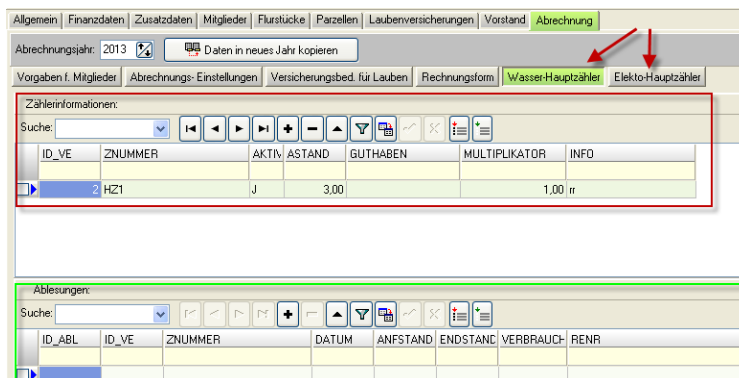 Allgemein Finanzdaten Zusatzdaten Mitglieder Flurstücke Parzellen Laubenversicherungen Vorstand Abrechnung
Abrechnungsjahr: 2013 Daten in neues Jahr kopieren
Vorgaben f. Mitglieder Abrechnungs- Einstellungen Versicherungsbed. für Lauben Rechnungsform Wasser-Hauptzähler Elekto-Hauptzähler
Zählerinformationen:
Suche:
ID_VE ZNUMMER AKTIV ASTAND GUTHABEN MULTIPLIKATOR INFO
2 HZ1 J 3,00 1,00 rr
Ablesungen:
Suche:
ID_ABL ID_VE ZNUMMER DATUM ANFSTAND ENDSTAND VERBRAUCH RENR